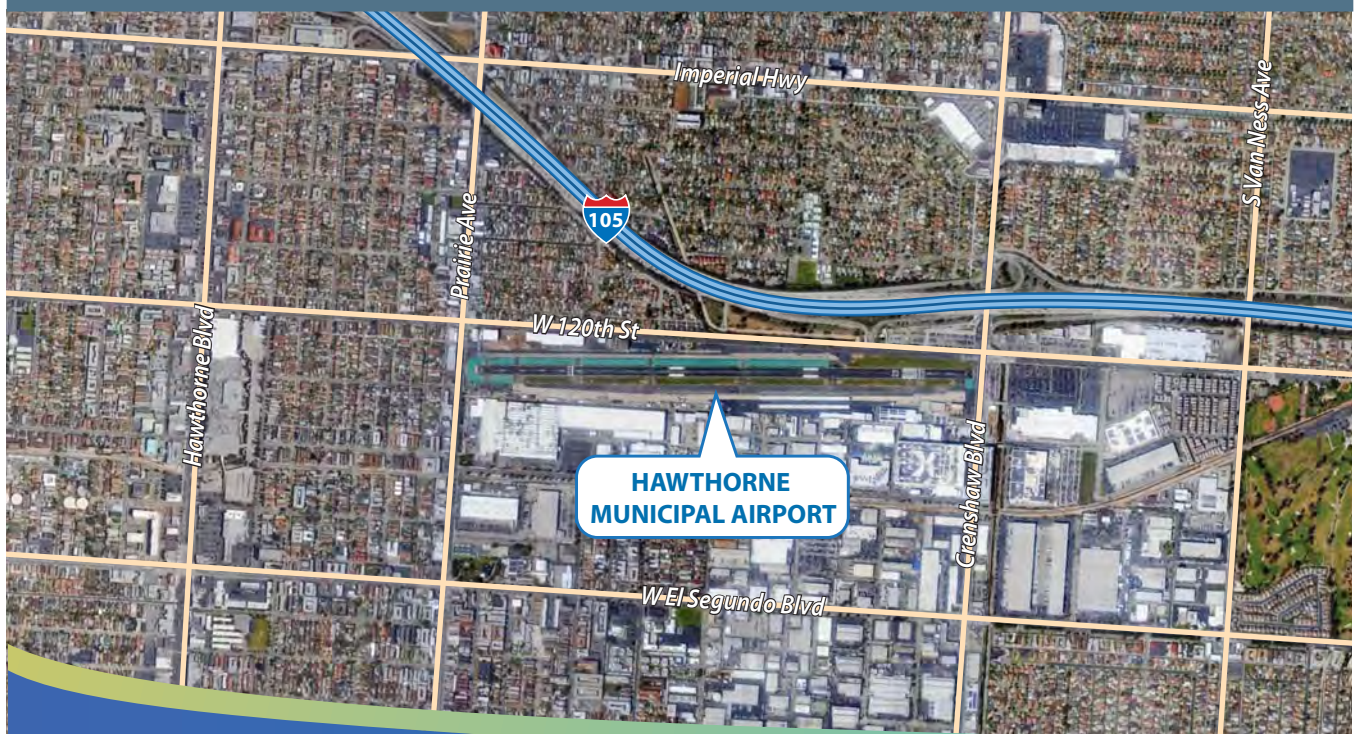 Imperial Hwy
S Van Ness Ave
Prairie Ave
105
W 120th St
Hawthorne Blvd
HAWTHORNE
MUNICIPAL AIRPORT
Crenshaw Blvd
W El Segundo Blvd